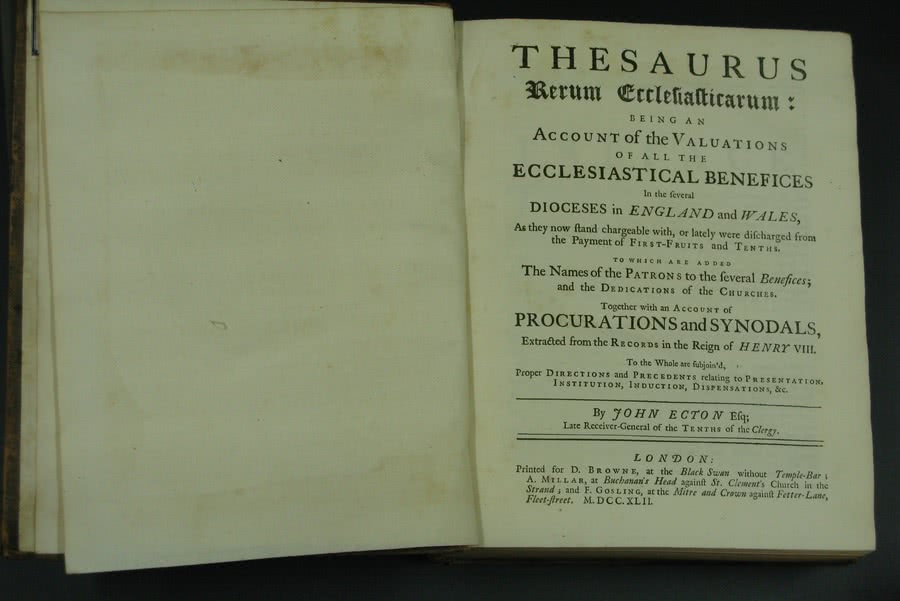 THESAURUS
Rerum Ecclesiasticarum:
BEING AN
ACCOUNT of the VALUATIONS
OF ALL THE
ECCLESIASTICAL BENEFICES
In the ſeveral
DIOCESES in ENGLAND and WALES,
As they now ſtand chargeable with, or lately were diſcharged from
the Payment of FIRST-FRUITS and TENTHS.
TO WHICH ARE ADDED
The Names of the PATRONS to the ſeveral Benefices;
and the DEDICATIONS of the CHURCHES.
Together with an ACCOUNT of
PROCURATIONS and SYNODALS,
Extracted from the RECORDS in the Reign of HENRY VIII.
To the Whole are ſubjoin'd,
Proper DIRECTIONS and PRECEDENTS relating to PRESENTATION,
INSTITUTION, INDUCTION, DISPENSATIONS, &c.
By JOHN ECTON Eſq;
Late Receiver-General of the TENTHS of the Clergy.
LONDON:
Printed for D. BROWNE, at the Black Swan without Temple-Bar;
A. MILLAR, at Buchanan's Head againſt St. Clement's Church in the
Strand; and F. GOSLING, at the Mitre and Crown againſt Fetter-Lane,
Fleet-ſtreet. M.DCC.XLII.